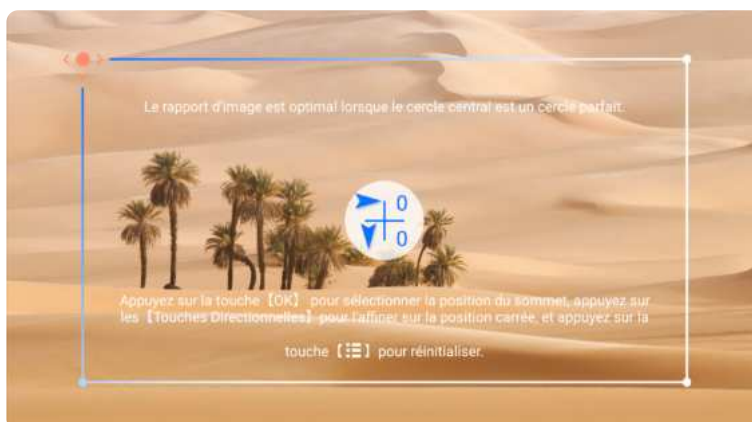 Le rapport d'image est optimal lorsque le cercle central est un cercle parfait.
0
0
Appuyez sur la touche 【OK】 pour sélectionner la position du sommet, appuyez sur
les 【Touches Directionnelles】 pour l'affiner sur la position carrée, et appuyez sur la
touche 【☰】 pour réinitialiser.